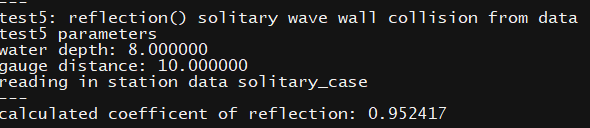 ---
test5: reflection() solitary wave wall collision from data
test5 parameters
water depth: 8.000000
gauge distance: 10.000000
reading in station data solitary_case
---
calculated coefficent of reflection: 0.952417